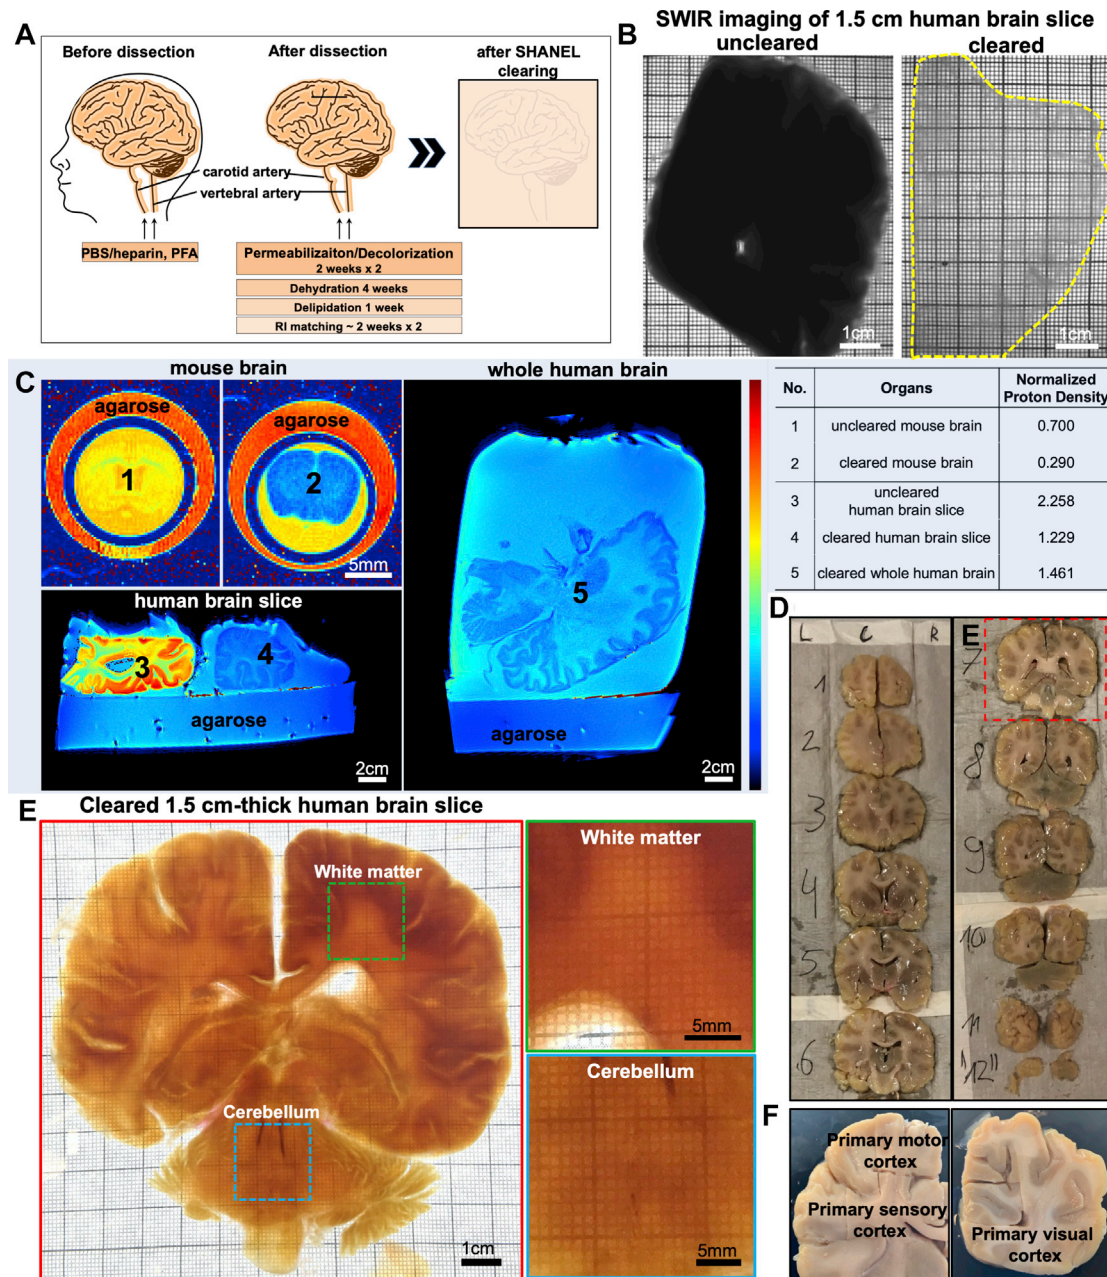 A
Before dissection
After dissection
after SHANEL
clearing
carotid artery
vertebral artery
PBS/heparin, PFA
Permeabilizaiton/Decolorization
2 weeks x 2
Dehydration 4 weeks
Delipidation 1 week
RI matching ~ 2 weeks x 2
B
SWIR imaging of 1.5 cm human brain slice
uncleared
cleared
1cm
1cm
C
mouse brain
whole human brain
agarose
agarose
1
2
5mm
human brain slice
3
4
agarose
2cm
5
agarose
2cm
No.
Organs
Normalized
Proton Density
1
uncleared mouse brain
0.700
2
cleared mouse brain
0.290
3
uncleared
human brain slice
2.258
4
cleared human brain slice
1.229
5
cleared whole human brain
1.461
D
L
C
R
1
2
3
4
5
6
E
7
8
9
10
11
"12"
E
Cleared 1.5 cm-thick human brain slice
White matter
Cerebellum
1cm
White matter
5mm
Cerebellum
5mm
F
Primary motor
cortex
Primary sensory
cortex
Primary visual
cortex